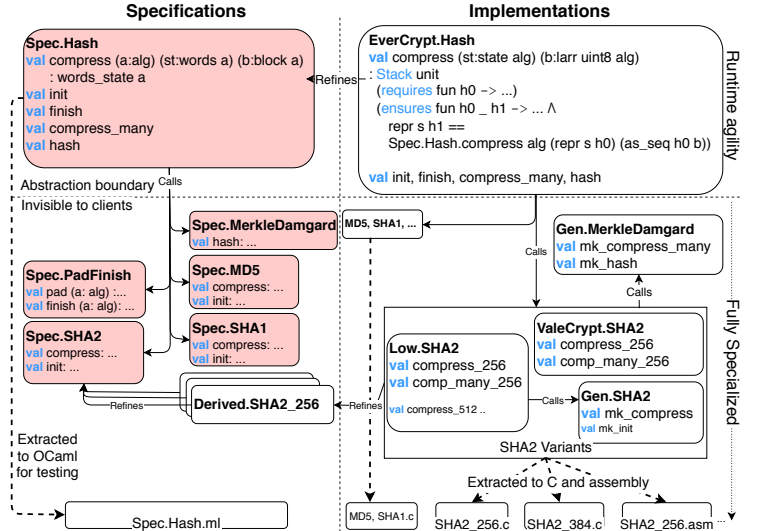 Specifications
Implementations
Spec.Hash
val compress (a:alg) (st:words a) (b:block a)
: words_state a
val init
val finish
val compress_many
val hash
Refines
EverCrypt.Hash
val compress (st:state alg) (b:larr uint8 alg)
: Stack unit
(requires fun h0 -> ...)
(ensures fun h0 _ h1 -> ... Λ
repr s h1 ==
Spec.Hash.compress alg (repr s h0) (as_seq h0 b))
val init, finish, compress_many, hash
Runtime agility
Abstraction boundary
Calls
Invisible to clients
Spec.MerkleDamgard
val hash: ...
MD5, SHA1, ...
Gen.MerkleDamgard
val mk_compress_many
val mk_hash
Calls
Calls
Spec.PadFinish
val pad (a: alg) :...
val finish (a: alg): ...
Spec.MD5
val compress: ...
val init: ...
Spec.SHA2
val compress: ...
val init: ...
Spec.SHA1
val compress: ...
val init: ...
Fully Specialized
ValeCrypt.SHA2
val compress_256
val comp_many_256
Low.SHA2
val compress_256
val comp_many_256
val compress_512 ..
Calls
Gen.SHA2
val mk_compress
val mk_init
SHA2 Variants
Refines
Derived.SHA2_256
Refines
Extracted
to OCaml
for testing
Extracted to C and assembly
Spec.Hash.ml
MD5, SHA1.c
SHA2_256.c
SHA2_384.c
SHA2_256.asm
...